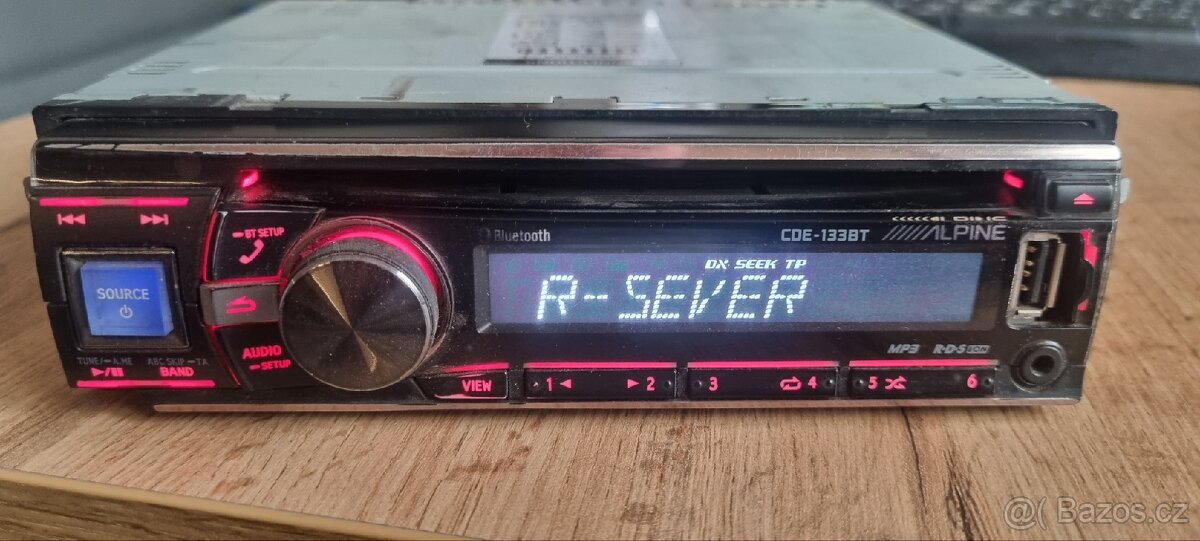 Bluetooth
CDE-133BT
ALPINE
DX SEEK TP
R-SEVER
BT SETUP
SOURCE
AUDIO
SETUP
TUNE/ A.ME
ABC SKIP TA
BAND
VIEW
1
2
3
4
5
6
MP3
R·D·S EON
@( Bazos.cz